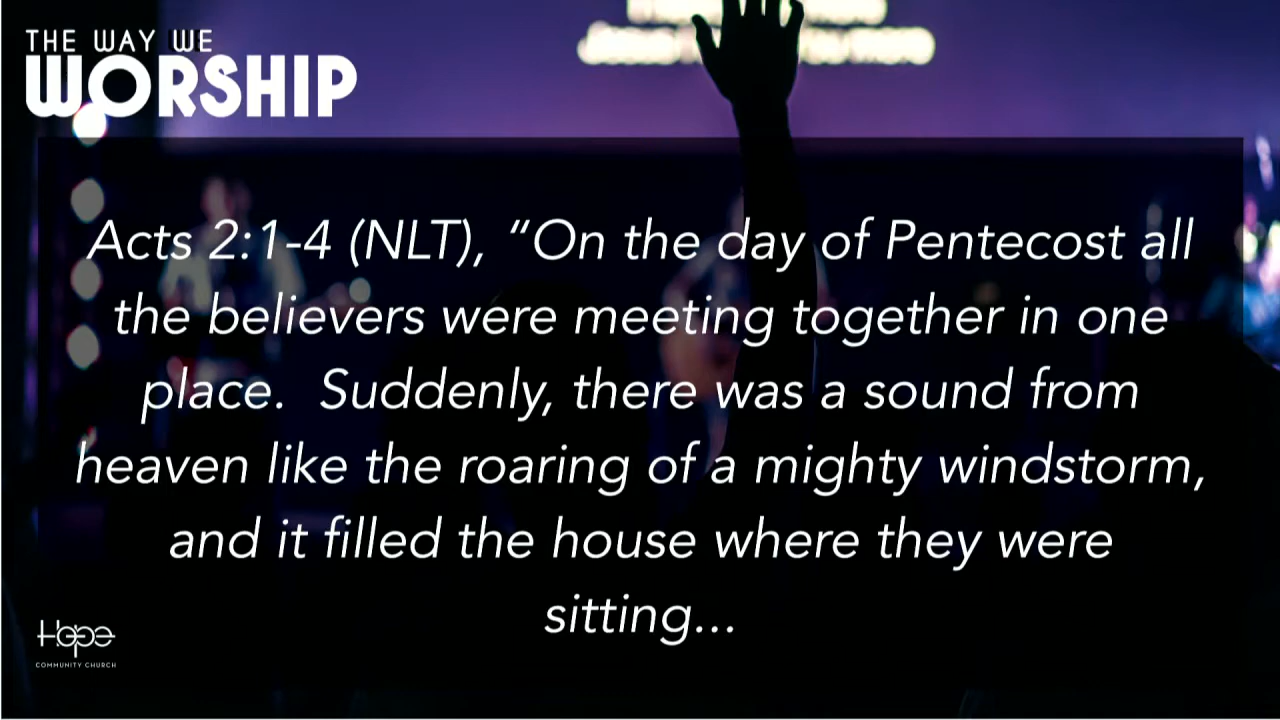 Jesus
more
THE WAY WE
WORSHIP
Acts 2:1-4 (NLT), “On the day of Pentecost all
the believers were meeting together in one
place.  Suddenly, there was a sound from
heaven like the roaring of a mighty windstorm,
and it filled the house where they were
sitting...
Hope
COMMUNITY CHURCH